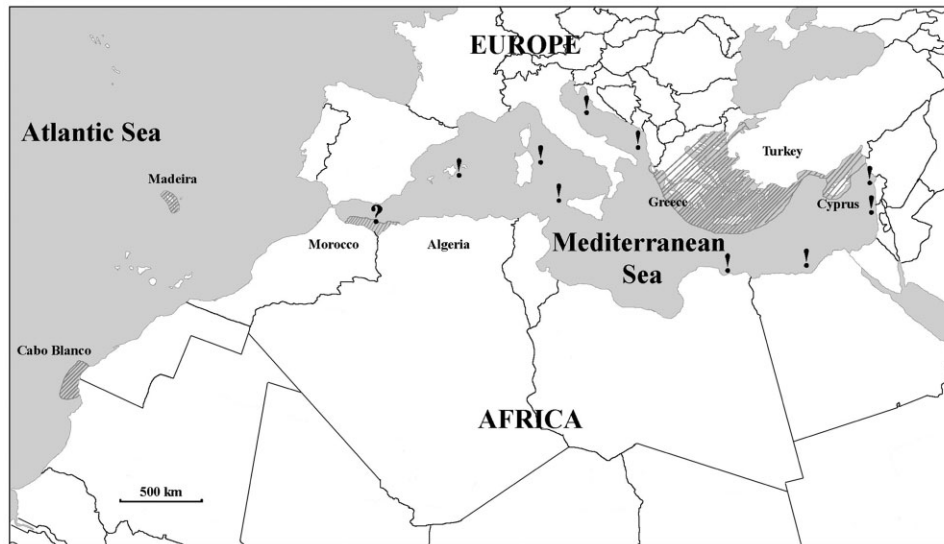 EUROPE
Atlantic Sea
!
!
Turkey
!
!
Madeira
!
!
?
Greece
Cyprus
!
Morocco
Algeria
Mediterranean
Sea
!
!
Cabo Blanco
AFRICA
500 km